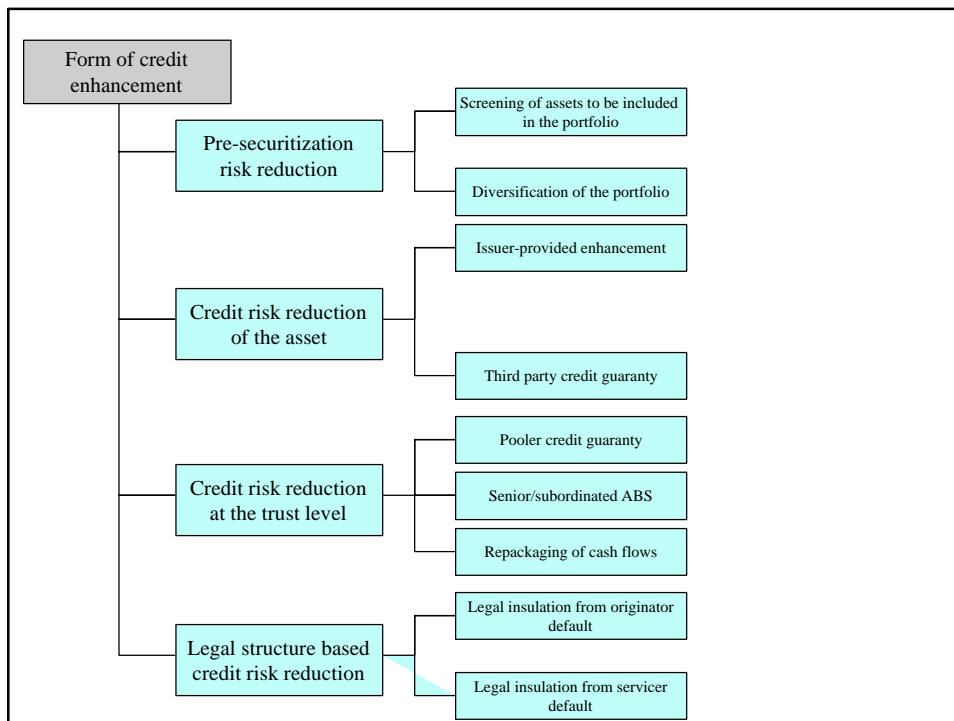 Form of credit
enhancement
Pre-securitization
risk reduction
Screening of assets to be included
in the portfolio
Diversification of the portfolio
Credit risk reduction
of the asset
Issuer-provided enhancement
Third party credit guaranty
Credit risk reduction
at the trust level
Pooler credit guaranty
Senior/subordinated ABS
Repackaging of cash flows
Legal structure based
credit risk reduction
Legal insulation from originator
default
Legal insulation from servicer
default